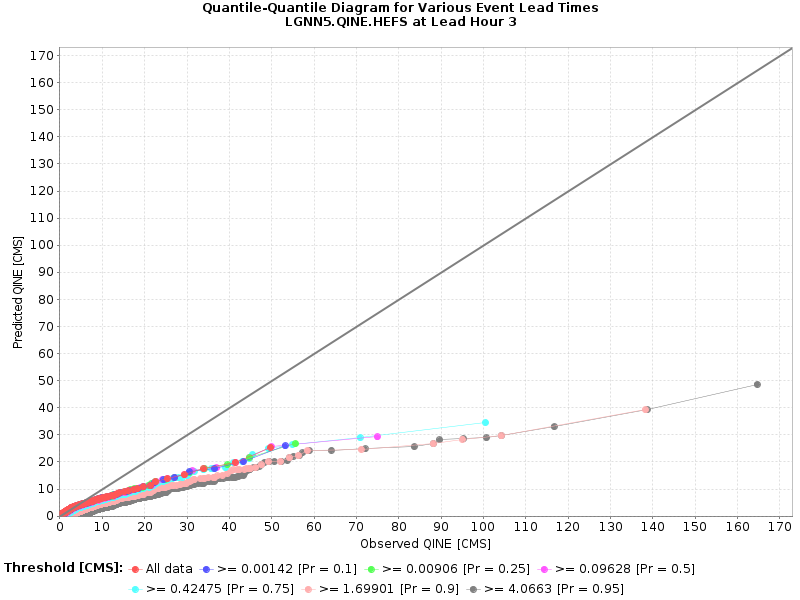 Quantile-Quantile Diagram for Various Event Lead Times
LGNN5.QINE.HEFS at Lead Hour 3
Predicted QINE [CMS]
170
160
150
140
130
120
110
100
90
80
70
60
50
40
30
20
10
0
0 10 20 30 40 50 60 70 80 90 100 110 120 130 140 150 160 170
Observed QINE [CMS]
Threshold [CMS]: All data >= 0.00142 [Pr = 0.1] >= 0.00906 [Pr = 0.25] >= 0.09628 [Pr = 0.5]
>= 0.42475 [Pr = 0.75] >= 1.69901 [Pr = 0.9] >= 4.0663 [Pr = 0.95]